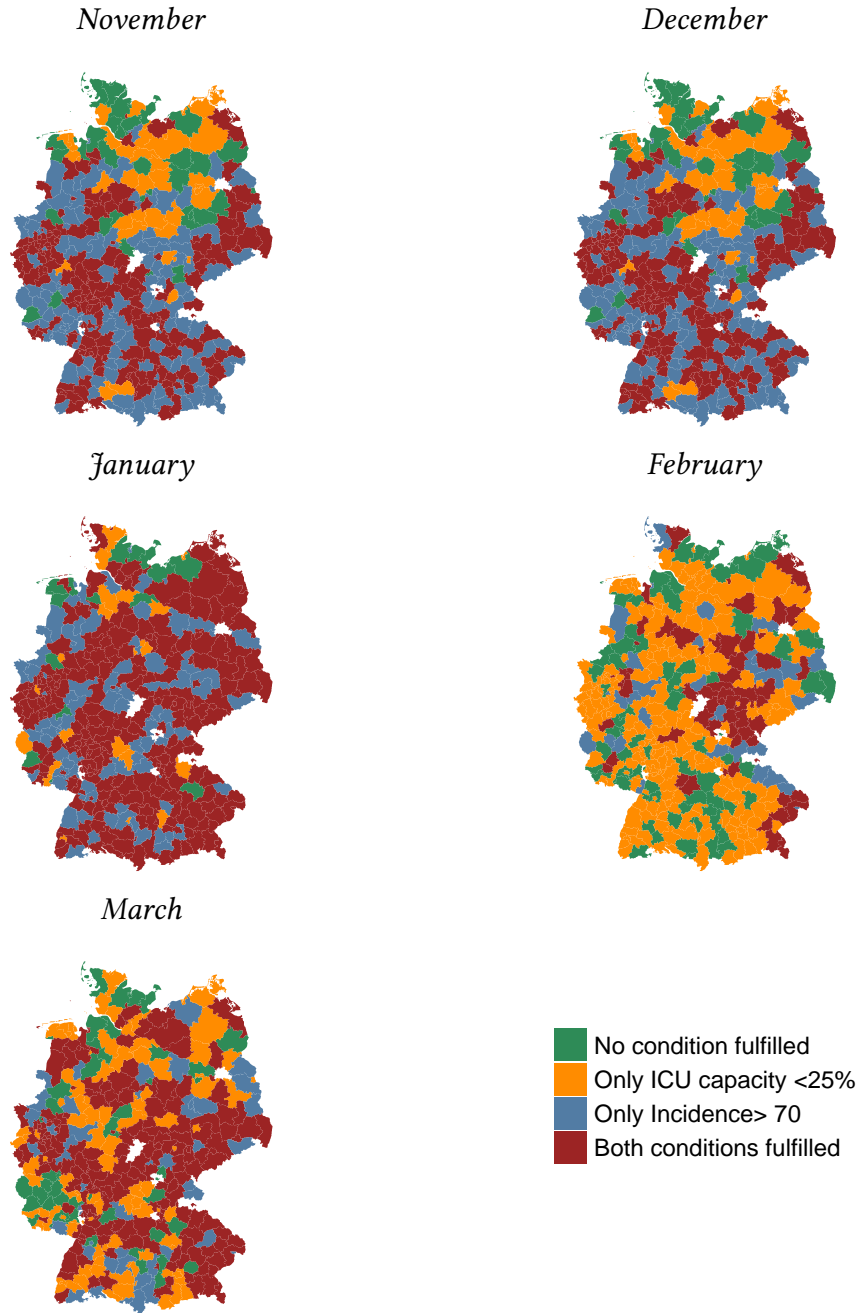 November
December
January
February
March
No condition fulfilled
Only ICU capacity <25%
Only Incidence> 70
Both conditions fulfilled